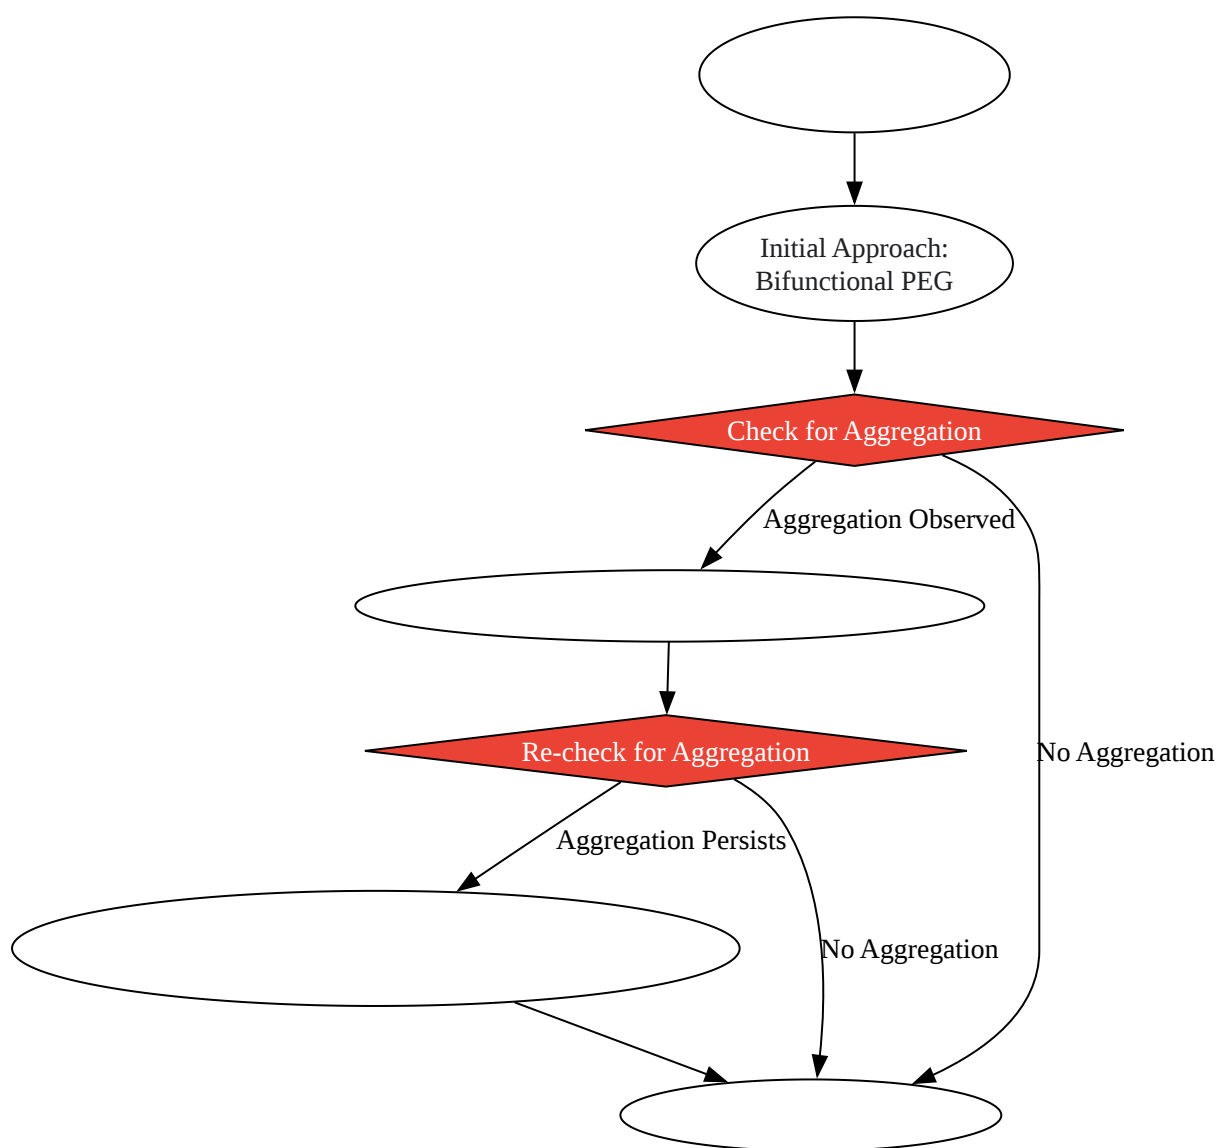 Initial Approach:
Bifunctional PEG
Check for Aggregation
Aggregation Observed
Re-check for Aggregation
No Aggregation
Aggregation Persists
No Aggregation